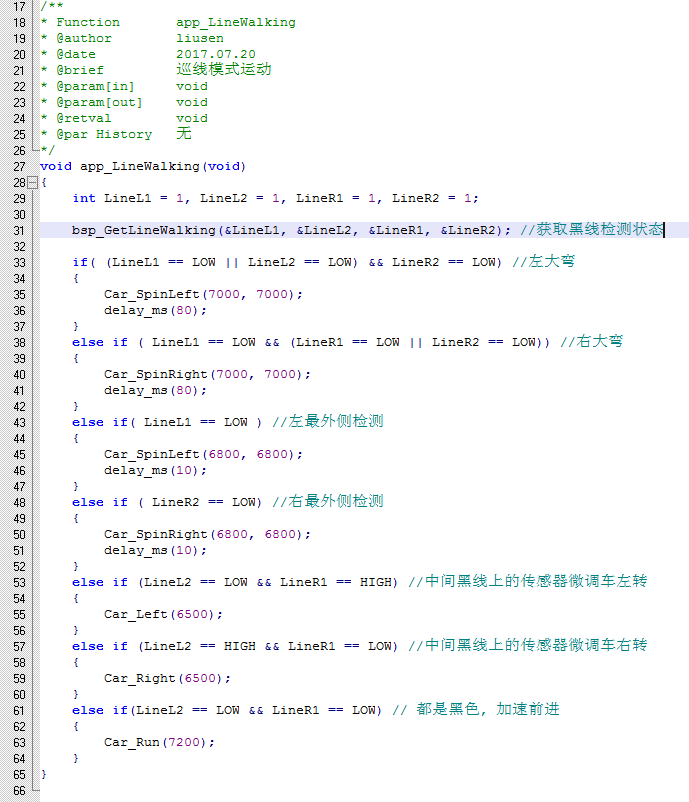 17 /**
18 * Function       app_LineWalking
19 * @author        liusen
20 * @date          2017.07.20
21 * @brief         巡线模式运动
22 * @param[in]     void
23 * @param[out]    void
24 * @retval        void
25 * @par History   无
26 */
27 void app_LineWalking(void)
28 {
29     int LineL1 = 1, LineL2 = 1, LineR1 = 1, LineR2 = 1;
30
31     bsp_GetLineWalking(&LineL1, &LineL2, &LineR1, &LineR2); //获取黑线检测状态
32
33     if( (LineL1 == LOW || LineL2 == LOW) && LineR2 == LOW) //左大弯
34     {
35         Car_SpinLeft(7000, 7000);
36         delay_ms(80);
37     }
38     else if ( LineL1 == LOW && (LineR1 == LOW || LineR2 == LOW)) //右大弯
39     {
40         Car_SpinRight(7000, 7000);
41         delay_ms(80);
42     }
43     else if( LineL1 == LOW ) //左最外侧检测
44     {
45         Car_SpinLeft(6800, 6800);
46         delay_ms(10);
47     }
48     else if ( LineR2 == LOW) //右最外侧检测
49     {
50         Car_SpinRight(6800, 6800);
51         delay_ms(10);
52     }
53     else if (LineL2 == LOW && LineR1 == HIGH) //中间黑线上的传感器微调车左转
54     {
55         Car_Left(6500);
56     }
57     else if (LineL2 == HIGH && LineR1 == LOW) //中间黑线上的传感器微调车右转
58     {
59         Car_Right(6500);
60     }
61     else if(LineL2 == LOW && LineR1 == LOW) // 都是黑色, 加速前进
62     {
63         Car_Run(7200);
64     }
65 }
66